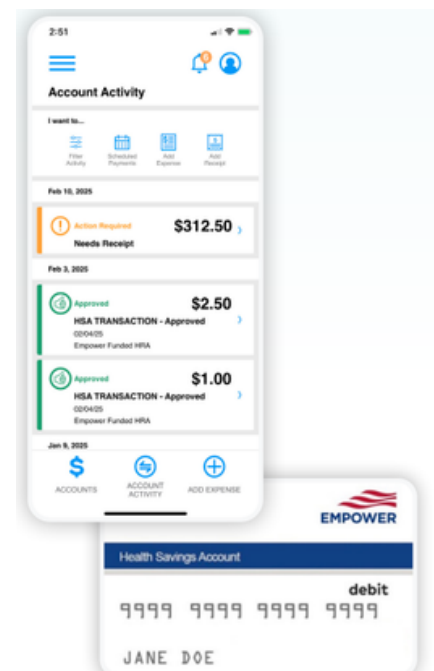 2:51
Account Activity
I want to...
Filter Activity
Scheduled Payments
Add Expense
Add Receipt
Feb 10, 2025
Action Required $312.50
Needs Receipt
Feb 3, 2025
Approved $2.50
HSA TRANSACTION - Approved
02/04/25
Empower Funded HRA
Approved $1.00
HSA TRANSACTION - Approved
02/04/25
Empower Funded HRA
Jan 9, 2025
ACCOUNTS
ACCOUNT
ACTIVITY
ADD EXPENSE
EMPOWER
Health Savings Account
debit
9999 9999 9999 9999
JANE DOE